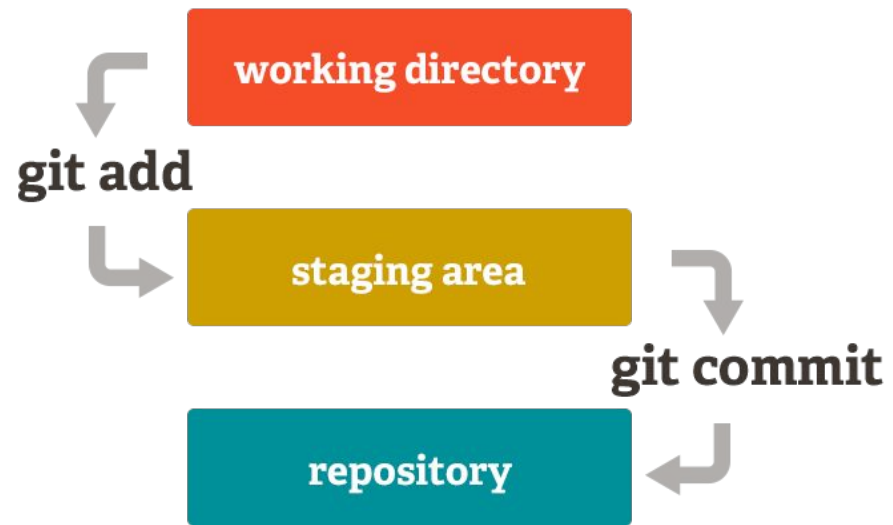 working directory
git add
staging area
git commit
repository